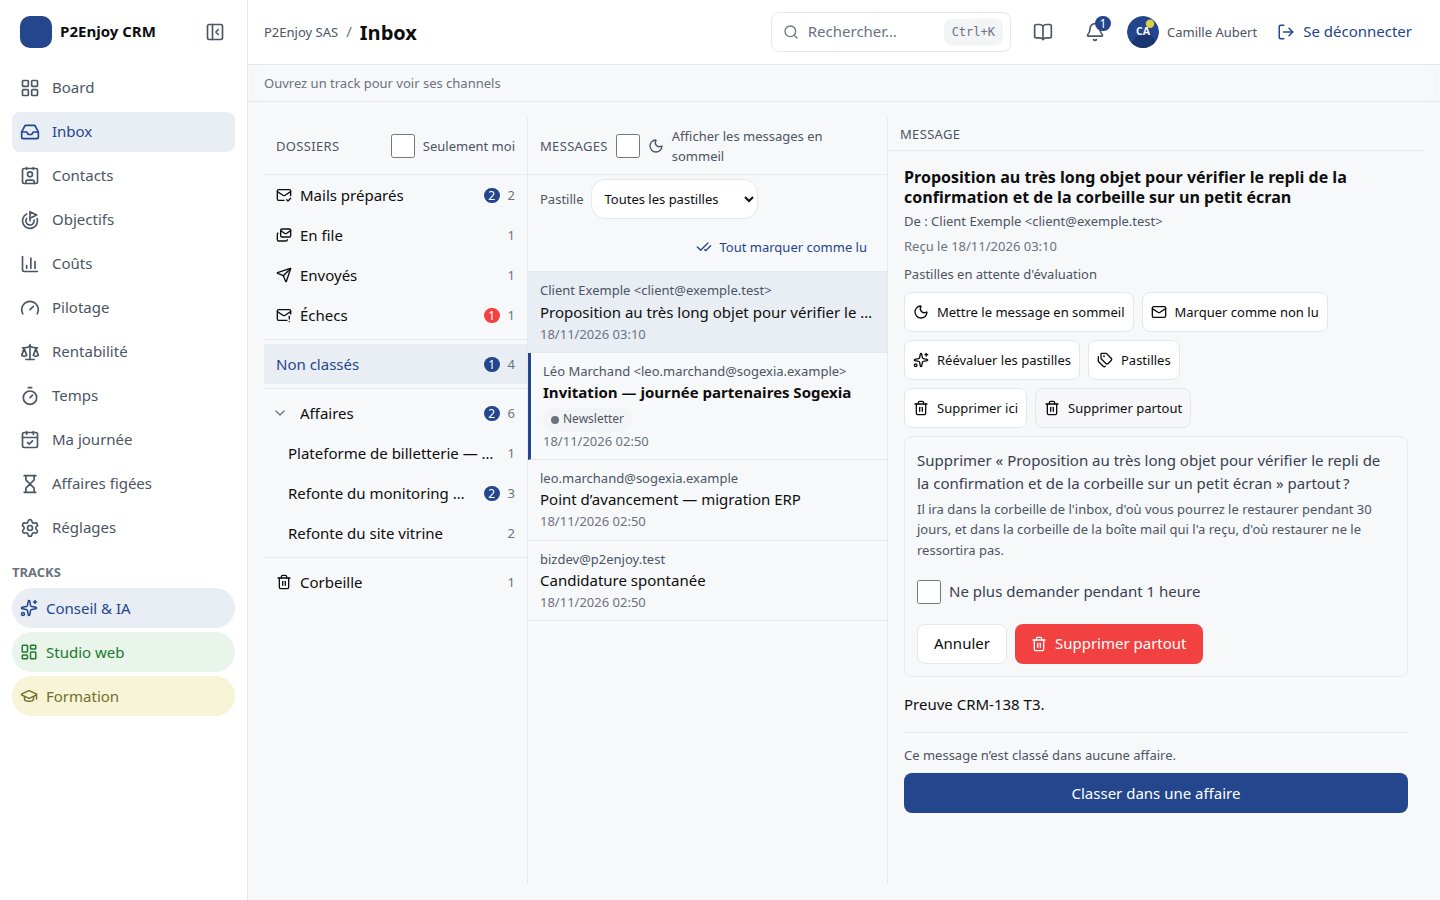 P2Enjoy CRM
Board
Inbox
Contacts
Objectifs
Coûts
Pilotage
Rentabilité
Temps
Ma journée
Affaires figées
Réglages
TRACKS
Conseil & IA
Studio web
Formation
P2Enjoy SAS / Inbox
Rechercher... Ctrl+K
1
CA Camille Aubert
Se déconnecter
Ouvrez un track pour voir ses channels
DOSSIERS Seulement moi
Mails préparés 2 2
En file 1
Envoyés 1
Échecs 1 1
Non classés 1 4
Affaires 2 6
Plateforme de billetterie — ... 1
Refonte du monitoring ... 2 3
Refonte du site vitrine 2
Corbeille 1
MESSAGES Afficher les messages en
sommeil
Pastille Toutes les pastilles
Tout marquer comme lu
Client Exemple <client@exemple.test>
Proposition au très long objet pour vérifier le ...
18/11/2026 03:10
Léo Marchand <leo.marchand@sogexia.example>
Invitation — journée partenaires Sogexia
Newsletter
18/11/2026 02:50
leo.marchand@sogexia.example
Point d’avancement — migration ERP
18/11/2026 02:50
bizdev@p2enjoy.test
Candidature spontanée
18/11/2026 02:50
MESSAGE
Proposition au très long objet pour vérifier le repli de la
confirmation et de la corbeille sur un petit écran
De : Client Exemple <client@exemple.test>
Reçu le 18/11/2026 03:10
Pastilles en attente d'évaluation
Mettre le message en sommeil Marquer comme non lu
Réévaluer les pastilles Pastilles
Supprimer ici Supprimer partout
Supprimer « Proposition au très long objet pour vérifier le repli de
la confirmation et de la corbeille sur un petit écran » partout ?
Il ira dans la corbeille de l'inbox, d'où vous pourrez le restaurer pendant 30
jours, et dans la corbeille de la boîte mail qui l'a reçu, d'où restaurer ne le
ressortira pas.
Ne plus demander pendant 1 heure
Annuler Supprimer partout
Preuve CRM-138 T3.
Ce message n’est classé dans aucune affaire.
Classer dans une affaire